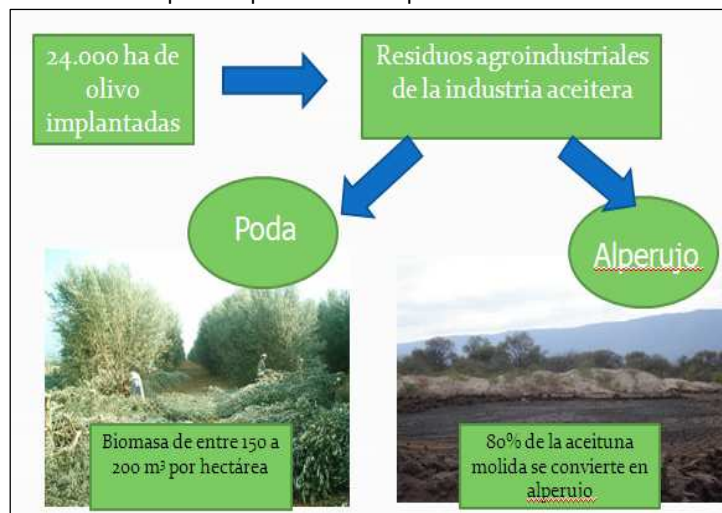 24.000 ha de
olivo
implantadas
Residuos agroindustriales
de la industria aceitera
Poda
Alperujo
Biomasa de entre 150 a
200 m³ por hectárea
80% de la aceituna
molida se convierte en
alperujo